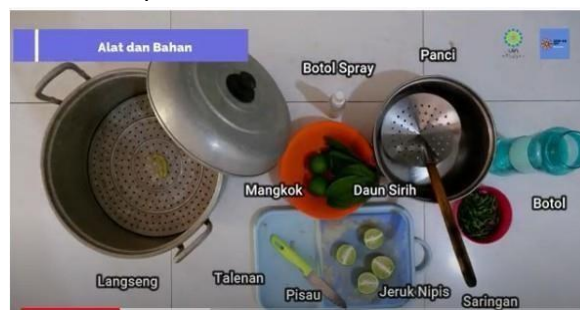 Alat dan Bahan
Panci
Botol Spray
Mangkok
Daun Sirih
Botol
Langseng
Talenan
Pisau
Jeruk Nipis
Saringan